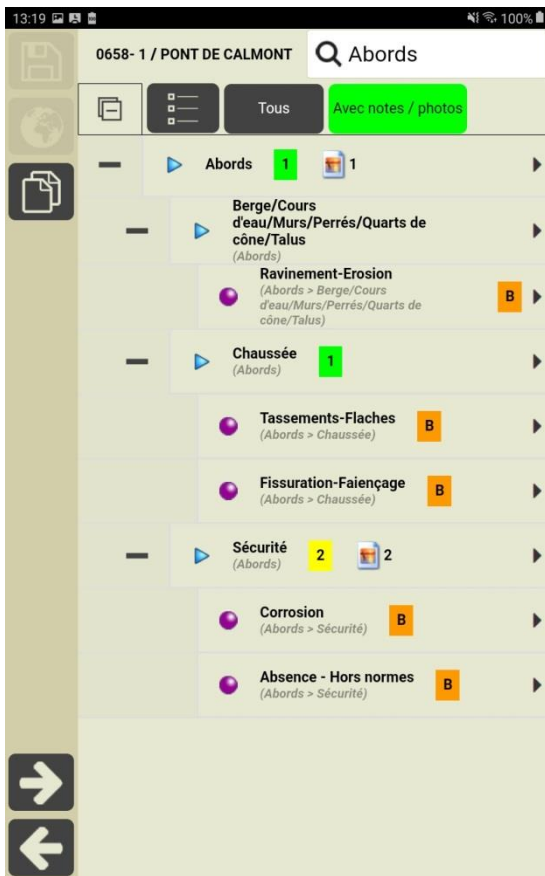 13:19 100%
0658- 1 / PONT DE CALMONT Abords
Tous Avec notes / photos
Abords 1 1
Berge/Cours
d'eau/Murs/Perrés/Quarts de
cône/Talus
(Abords)
Ravinement-Erosion
(Abords > Berge/Cours
d'eau/Murs/Perrés/Quarts de
cône/Talus)
B
Chaussée
(Abords)
1
Tassements-Flaches
(Abords > Chaussée)
B
Fissuration-Faiençage
(Abords > Chaussée)
B
Sécurité
(Abords)
2 2
Corrosion
(Abords > Sécurité)
B
Absence - Hors normes
(Abords > Sécurité)
B